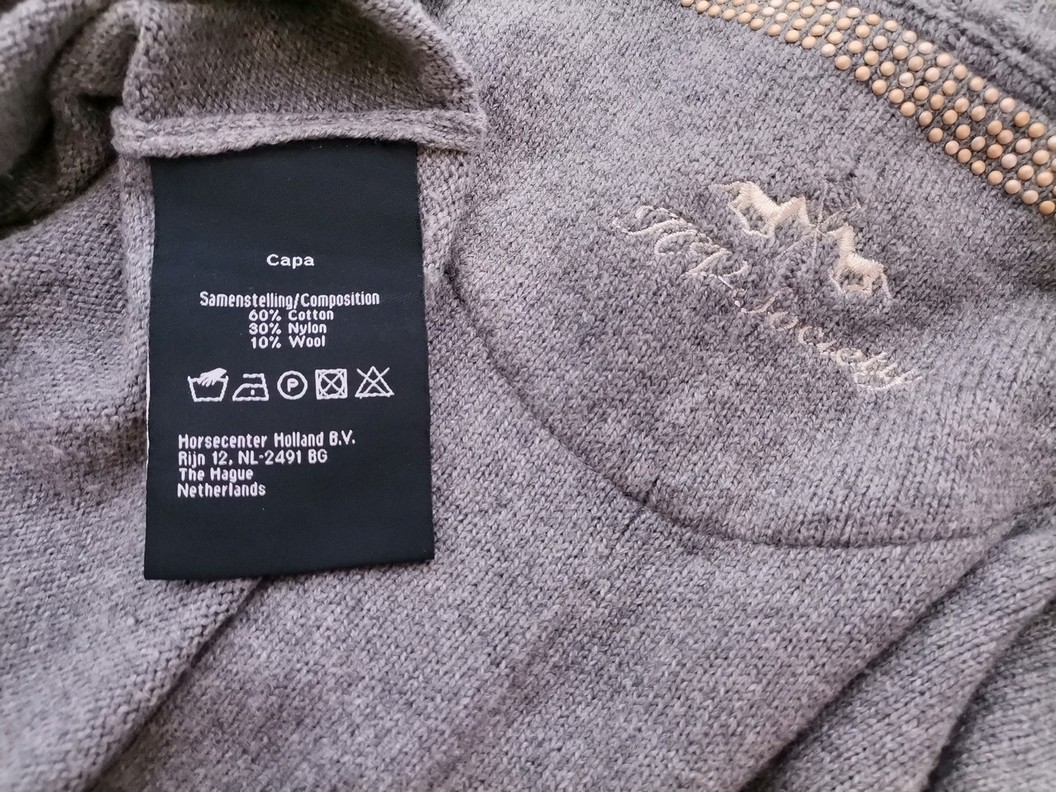 Capa
Samenstelling/Composition
60% Cotton
30% Nylon
10% Wool
P
Horsecenter Holland B.V.
Rijn 12, NL-2491 BG
The Hague
Netherlands
Society